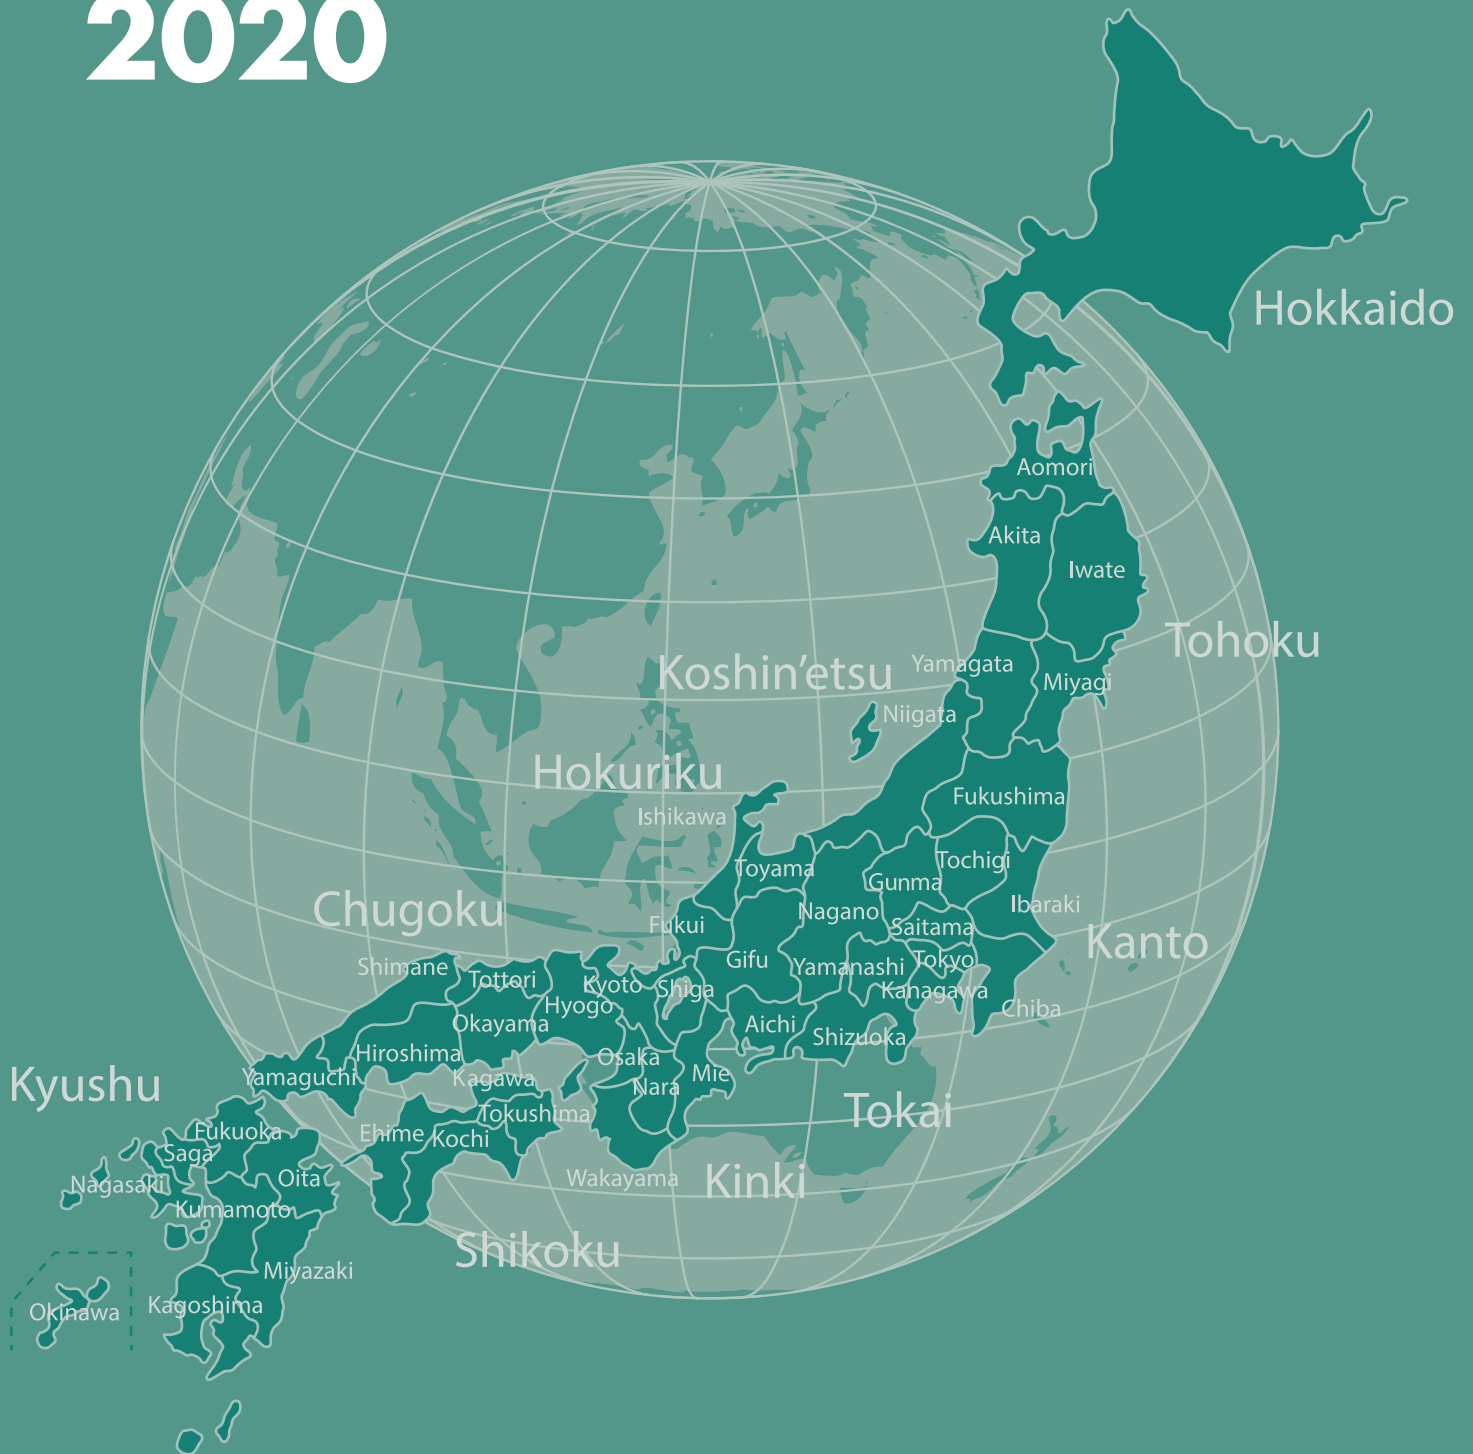 2020
Hokkaido
Aomori
Akita
Iwate
Tohoku
Koshin’etsu
Yamagata
Miyagi
Niigata
Hokuriku
Fukushima
Ishikawa
Toyama
Tochigi
Gunma
Chugoku
Nagano
Ibaraki
Fukui
Saitama
Kanto
Shimane
Tottori
Gifu
Yamanashi
Tokyo
Kyoto
Shiga
Kanagawa
Hyogo
Chiba
Okayama
Aichi
Shizuoka
Hiroshima
Osaka
Kyushu
Yamaguchi
Kagawa
Nara
Mie
Tokai
Tokushima
Fukuoka
Ehime
Kochi
Saga
Nagasaki
Oita
Wakayama
Kinki
Kumamoto
Shikoku
Miyazaki
Okinawa
Kagoshima